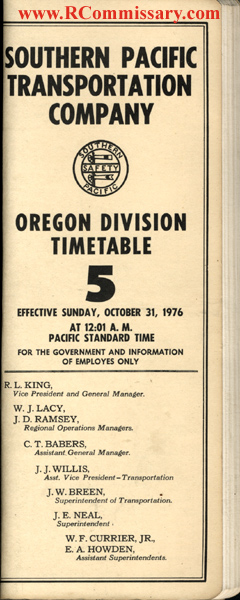 www.RCommissary.com
SOUTHERN PACIFIC
TRANSPORTATION
COMPANY
SOUTHERN
SAFETY
PACIFIC
OREGON DIVISION
TIMETABLE
5
EFFECTIVE SUNDAY, OCTOBER 31, 1976
AT 12:01 A. M.
PACIFIC STANDARD TIME
FOR THE GOVERNMENT AND INFORMATION
OF EMPLOYES ONLY
R. L. KING,
Vice President and General Manager.
W. J. LACY,
J. D. RAMSEY,
Regional Operations Managers.
C. T. BABERS,
Assistant General Manager.
J. J. WILLIS,
Asst. Vice President—Transportation
J. W. BREEN,
Superintendent of Transportation.
J. E. NEAL,
Superintendent.
W. F. CURRIER, JR.,
E. A. HOWDEN,
Assistant Superintendents.